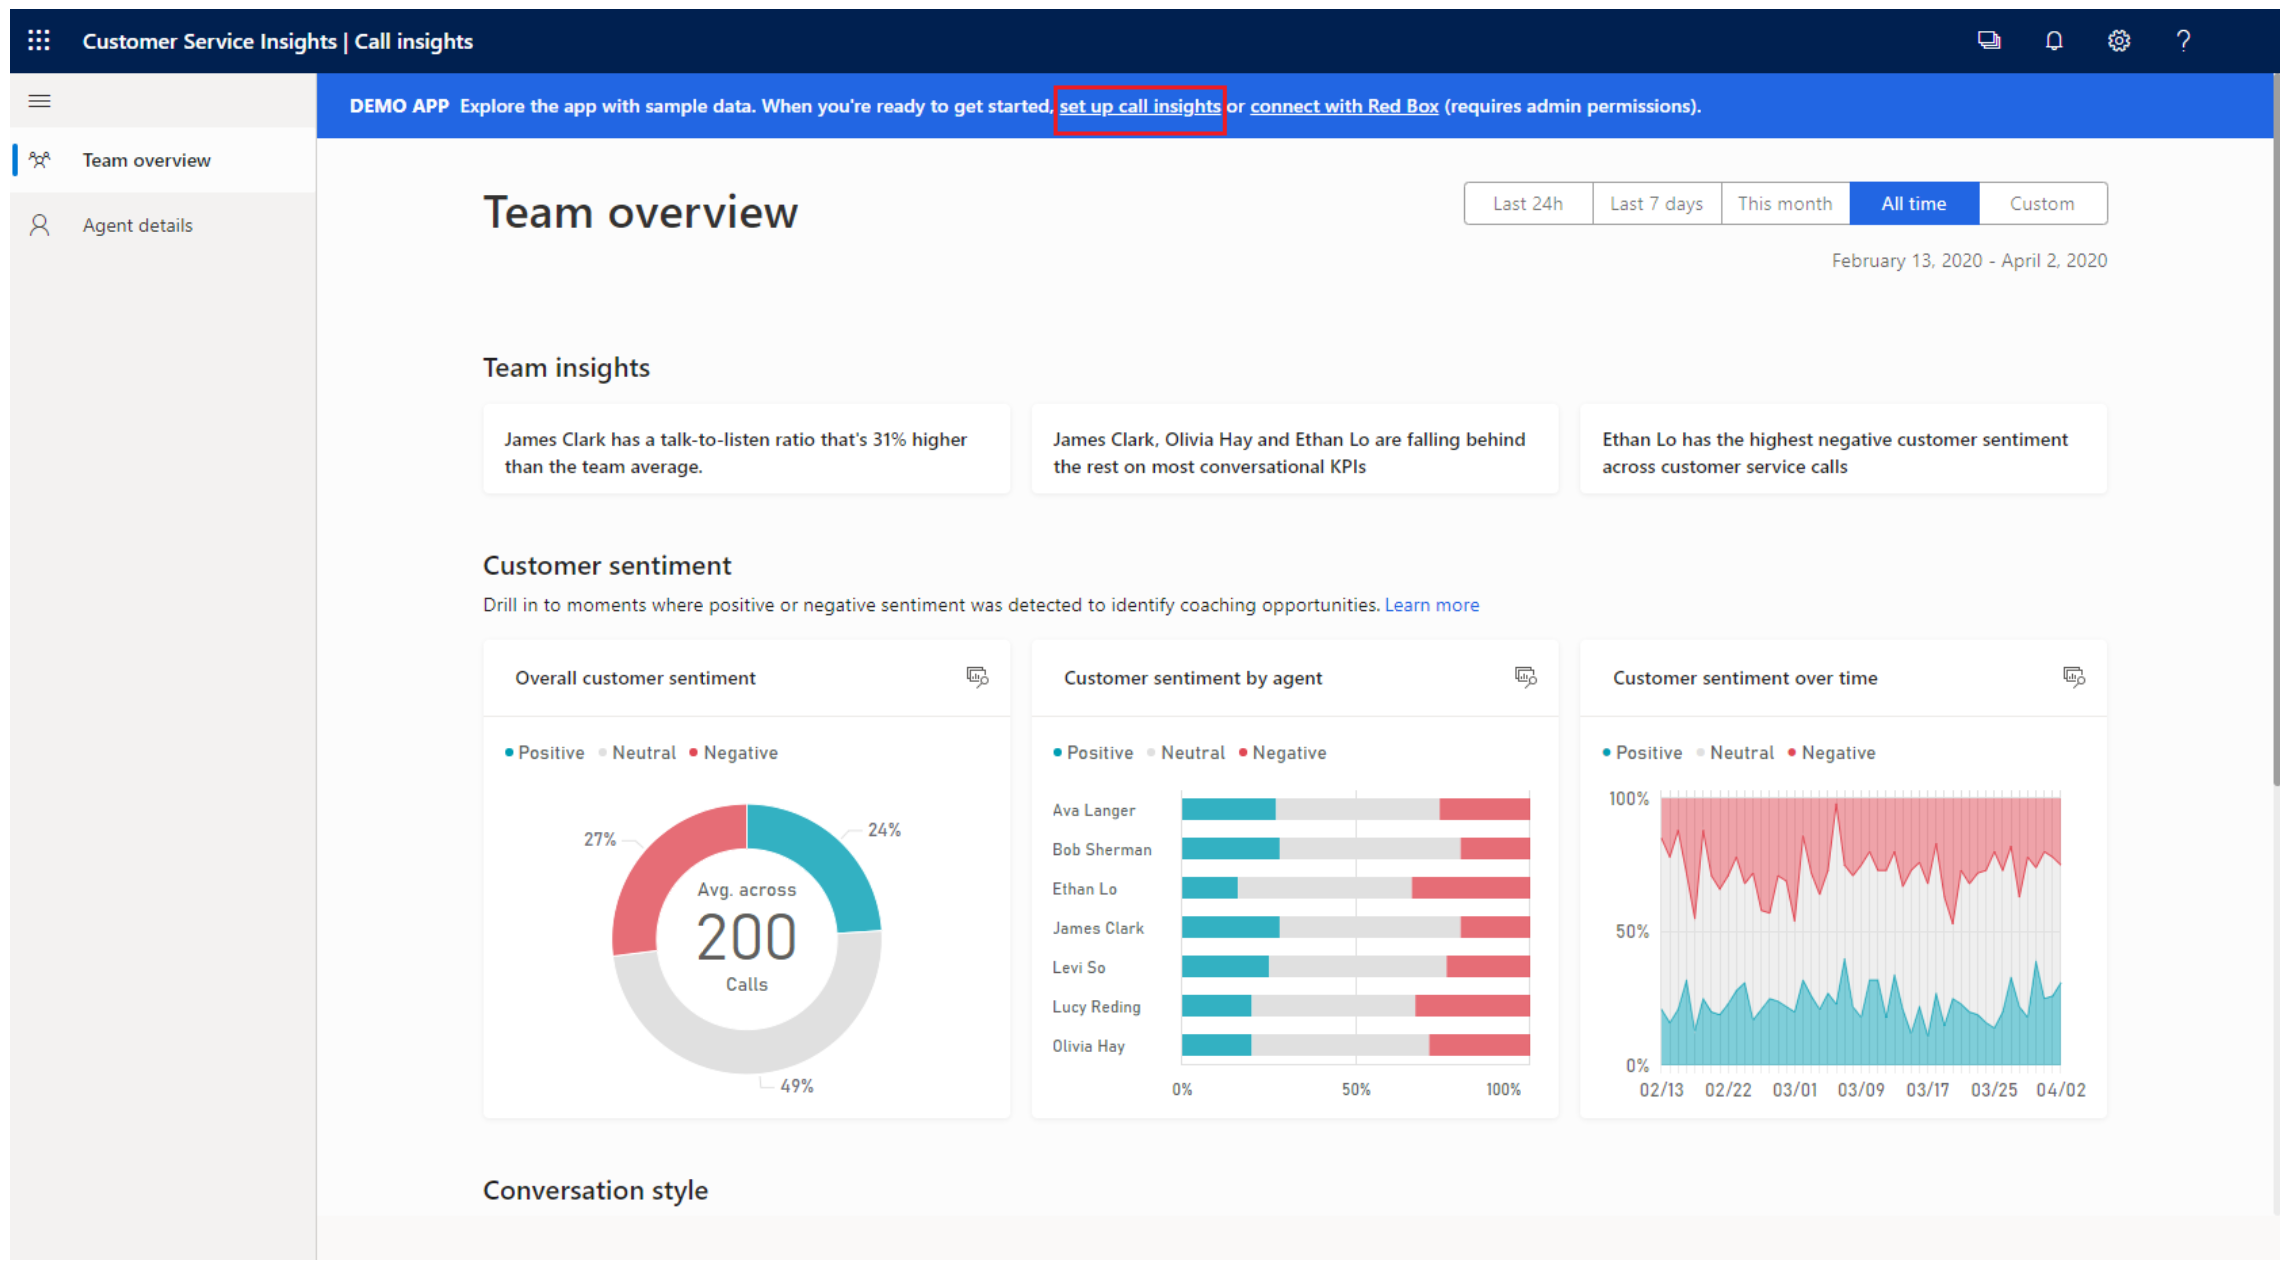 Customer Service Insights | Call insights
DEMO APP Explore the app with sample data. When you're ready to get started, set up call insights or connect with Red Box (requires admin permissions).
Team overview
Agent details
Team overview
Last 24h Last 7 days This month All time Custom
February 13, 2020 - April 2, 2020
Team insights
James Clark has a talk-to-listen ratio that's 31% higher
than the team average.
James Clark, Olivia Hay and Ethan Lo are falling behind
the rest on most conversational KPIs
Ethan Lo has the highest negative customer sentiment
across customer service calls
Customer sentiment
Drill in to moments where positive or negative sentiment was detected to identify coaching opportunities. Learn more
Overall customer sentiment
Positive Neutral Negative
27%
24%
Avg. across
200
Calls
49%
Customer sentiment by agent
Positive Neutral Negative
Ava Langer
Bob Sherman
Ethan Lo
James Clark
Levi So
Lucy Reding
Olivia Hay
0% 50% 100%
Customer sentiment over time
Positive Neutral Negative
100%
50%
0%
02/13 02/22 03/01 03/09 03/17 03/25 04/02
Conversation style